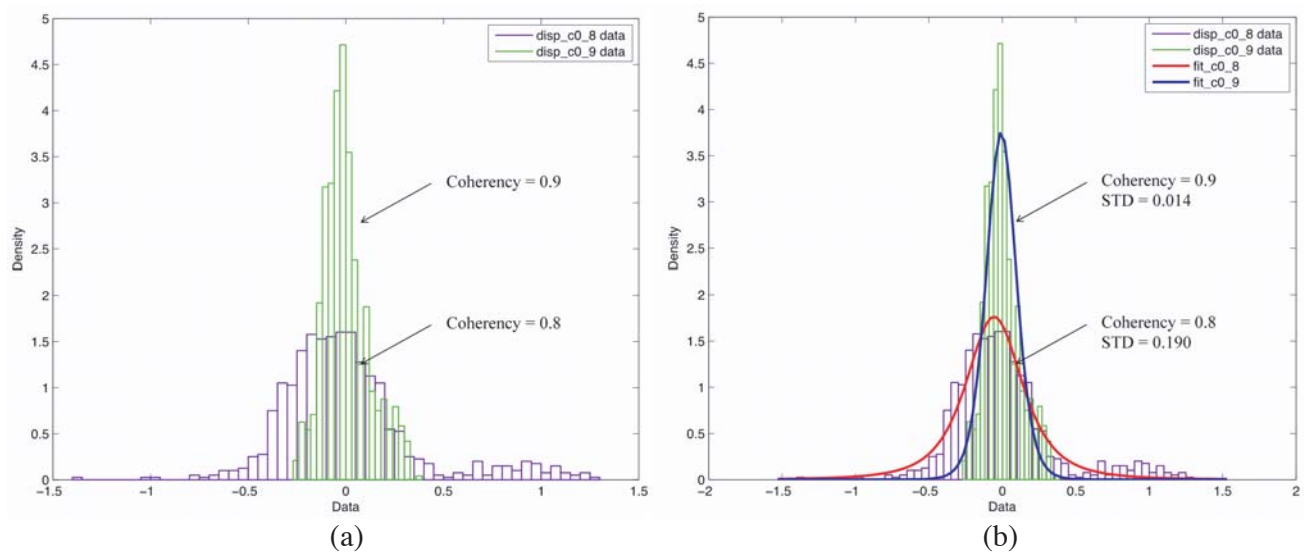 disp_c0_8 data
disp_c0_9 data
Coherency = 0.9
Coherency = 0.8
Density
5
4.5
4
3.5
3
2.5
2
1.5
1
0.5
0
−1.5 −1 −0.5 0 0.5 1 1.5
Data
(a)
disp_c0_8 data
disp_c0_9 data
fit_c0_8
fit_c0_9
Coherency = 0.9
STD = 0.014
Coherency = 0.8
STD = 0.190
Density
5
4.5
4
3.5
3
2.5
2
1.5
1
0.5
0
−2 −1.5 −1 −0.5 0 0.5 1 1.5 2
Data
(b)